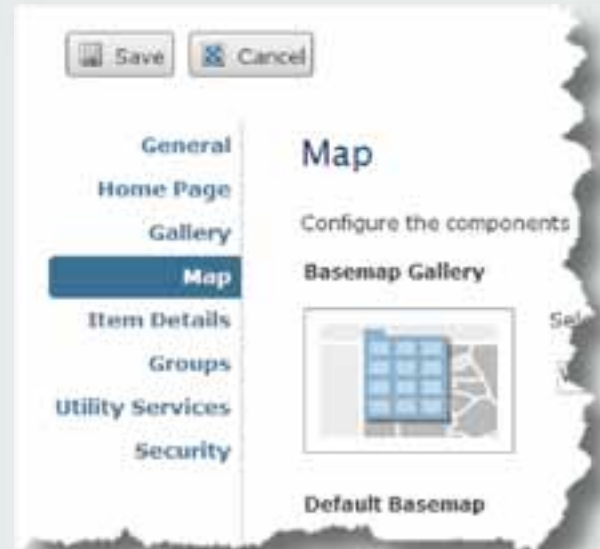 Save Cancel
General
Home Page
Gallery
Map
Item Details
Groups
Utility Services
Security
Map
Configure the components
Basemap Gallery
Default Basemap